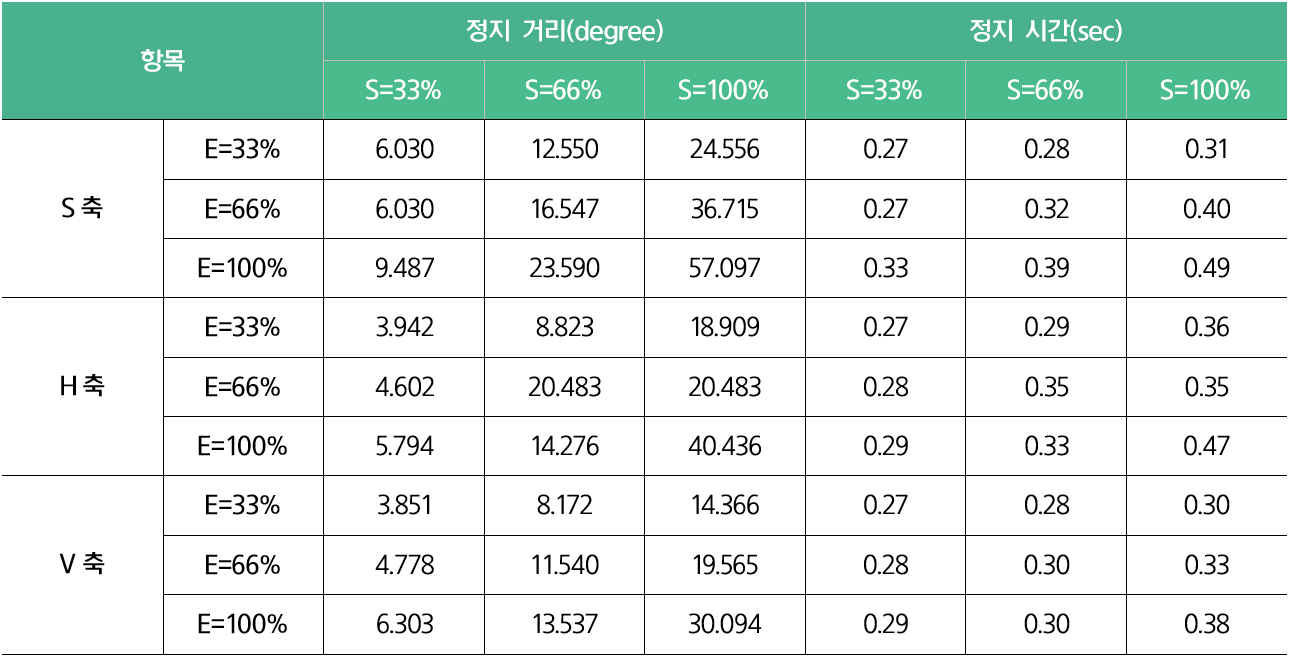 항목 정지 거리(degree) 정지 시간(sec)
S=33% S=66% S=100% S=33% S=66% S=100%
S 축 E=33% 6.030 12.550 24.556 0.27 0.28 0.31
E=66% 6.030 16.547 36.715 0.27 0.32 0.40
E=100% 9.487 23.590 57.097 0.33 0.39 0.49
H 축 E=33% 3.942 8.823 18.909 0.27 0.29 0.36
E=66% 4.602 20.483 20.483 0.28 0.35 0.35
E=100% 5.794 14.276 40.436 0.29 0.33 0.47
V 축 E=33% 3.851 8.172 14.366 0.27 0.28 0.30
E=66% 4.778 11.540 19.565 0.28 0.30 0.33
E=100% 6.303 13.537 30.094 0.29 0.30 0.38